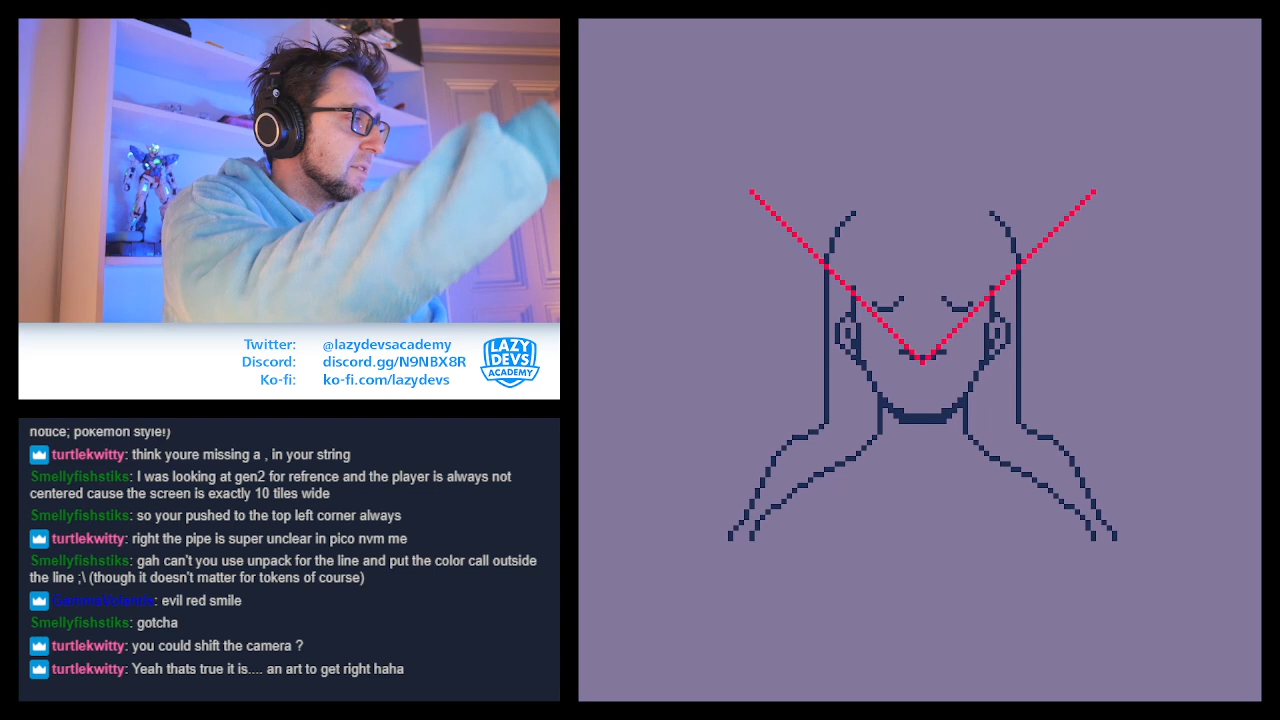 Twitter: @lazydevsacademy
Discord: discord.gg/N9NBX8R
Ko-fi: ko-fi.com/lazydevs
LAZY
DEVS
ACADEMY
notice; pokemon style!)
turtlekwitty: think youre missing a , in your string
Smellyfishstiks: I was looking at gen2 for refrence and the player is always not
centered cause the screen is exactly 10 tiles wide
Smellyfishstiks: so your pushed to the top left corner always
turtlekwitty: right the pipe is super unclear in pico nvm me
Smellyfishstiks: gah can't you use unpack for the line and put the color call outside
the line ;\ (though it doesn't matter for tokens of course)
: evil red smile
Smellyfishstiks: gotcha
turtlekwitty: you could shift the camera ?
turtlekwitty: Yeah thats true it is.... an art to get right haha